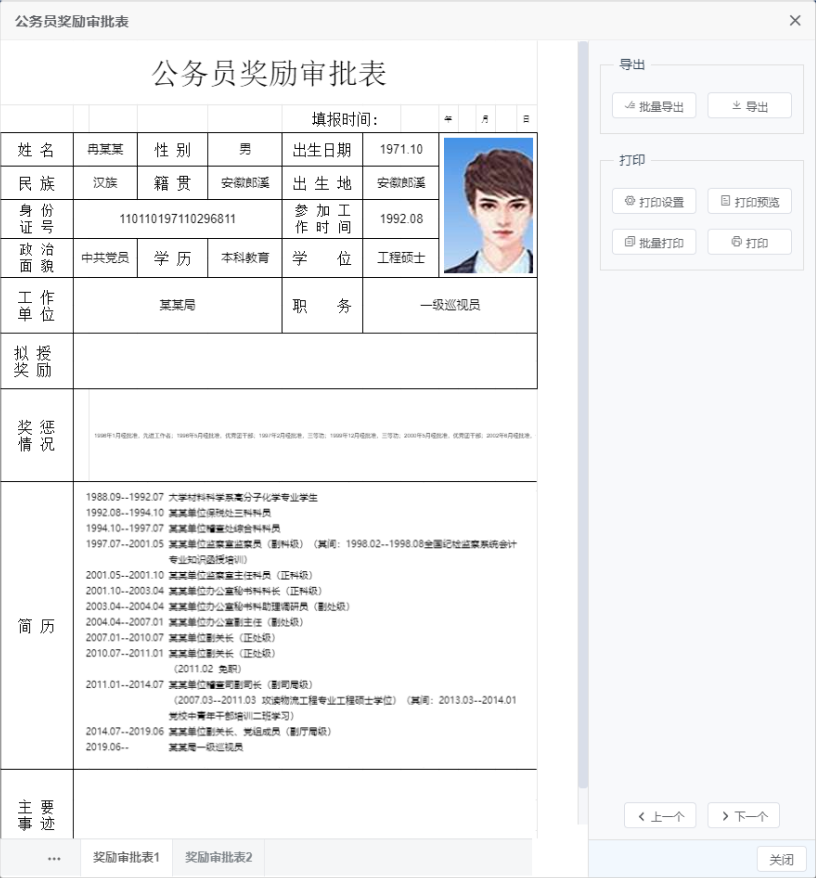 公务员奖励审批表
公务员奖励审批表
填报时间: 年 月 日
姓 名 冉某某 性 别 男 出生日期 1971.10
民 族 汉族 籍 贯 安徽郎溪 出 生 地 安徽郎溪
身 份
证 号
110110197110296811
参 加 工
作 时 间
1992.08
政 治
面 貌
中共党员 学 历 本科教育 学 位 工程硕士
工 作
单 位
某某局 职 务 一级巡视员
拟 授
奖 励
奖 惩
情 况
1996年1月经批准, 先进工作者; 1996年5月经批准, 优秀团干部; 1997年2月经批准, 三等功; 1999年12月经批准, 三等功; 2000年5月经批准, 优秀团干部; 2002年6月经批准,
简 历
1988.09--1992.07 大学材料科学系高分子化学专业学生
1992.08--1994.10 某某单位保税处三科科员
1994.10--1997.07 某某单位稽查处综合科科员
1997.07--2001.05 某某单位监察室监察员（副科级）（其间：1998.02--1998.08全国纪检监察系统会计
专业知识函授培训）
2001.05--2001.10 某某单位监察室主任科员（正科级）
2001.10--2003.04 某某单位办公室秘书科科长（正科级）
2003.04--2004.04 某某单位办公室秘书科助理调研员（副处级）
2004.04--2007.01 某某单位办公室副主任（副处级）
2007.01--2010.07 某某单位副关长（正处级）
2010.07--2011.01 某某单位副关长（正处级）
（2011.02 免职）
2011.01--2014.07 某某单位稽查司副司长（副司局级）
（2007.03--2011.03 攻读物流工程专业工程硕士学位）（其间：2013.03--2014.01
党校中青年干部培训二班学习）
2014.07--2019.06 某某单位副关长、党组成员（副厅局级）
2019.06-- 某某局一级巡视员
主 要
事 迹
... 奖励审批表1 奖励审批表2
导出
批量导出 导出
打印
打印设置 打印预览
批量打印 打印
上一个 下一个
关闭